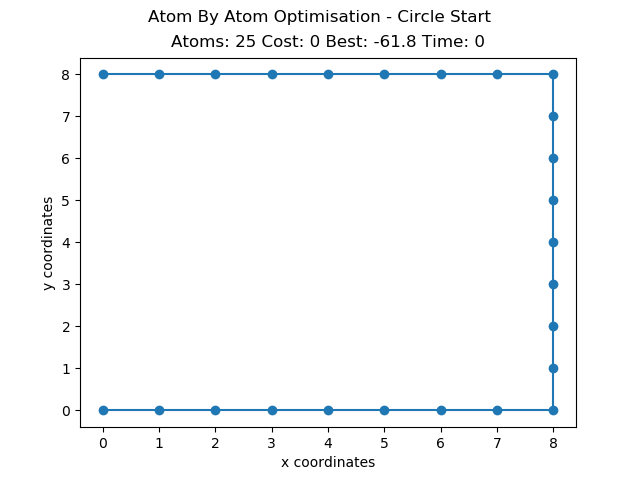 Atom By Atom Optimisation - Circle Start
Atoms: 25 Cost: 0 Best: -61.8 Time: 0
8
7
6
5
4
3
2
1
0
y coordinates
0 1 2 3 4 5 6 7 8
x coordinates